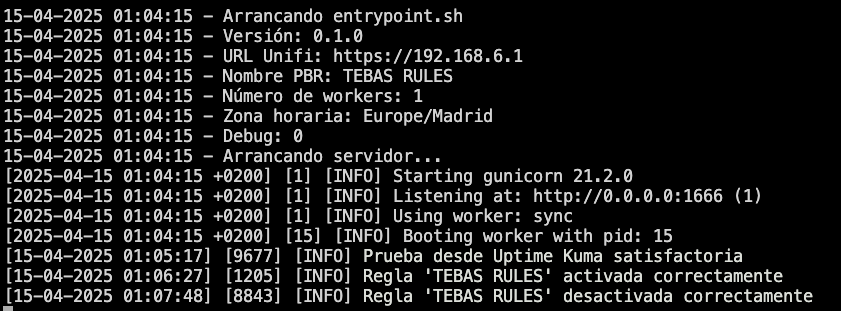 15-04-2025 01:04:15 - Arrancando entrypoint.sh
15-04-2025 01:04:15 - Versión: 0.1.0
15-04-2025 01:04:15 - URL Unifi: https://192.168.6.1
15-04-2025 01:04:15 - Nombre PBR: TEBAS RULES
15-04-2025 01:04:15 - Número de workers: 1
15-04-2025 01:04:15 - Zona horaria: Europe/Madrid
15-04-2025 01:04:15 - Debug: 0
15-04-2025 01:04:15 - Arrancando servidor...
[2025-04-15 01:04:15 +0200] [1] [INFO] Starting gunicorn 21.2.0
[2025-04-15 01:04:15 +0200] [1] [INFO] Listening at: http://0.0.0.0:1666 (1)
[2025-04-15 01:04:15 +0200] [1] [INFO] Using worker: sync
[2025-04-15 01:04:15 +0200] [15] [INFO] Booting worker with pid: 15
[15-04-2025 01:05:17] [9677] [INFO] Prueba desde Uptime Kuma satisfactoria
[15-04-2025 01:06:27] [1205] [INFO] Regla 'TEBAS RULES' activada correctamente
[15-04-2025 01:07:48] [8843] [INFO] Regla 'TEBAS RULES' desactivada correctamente